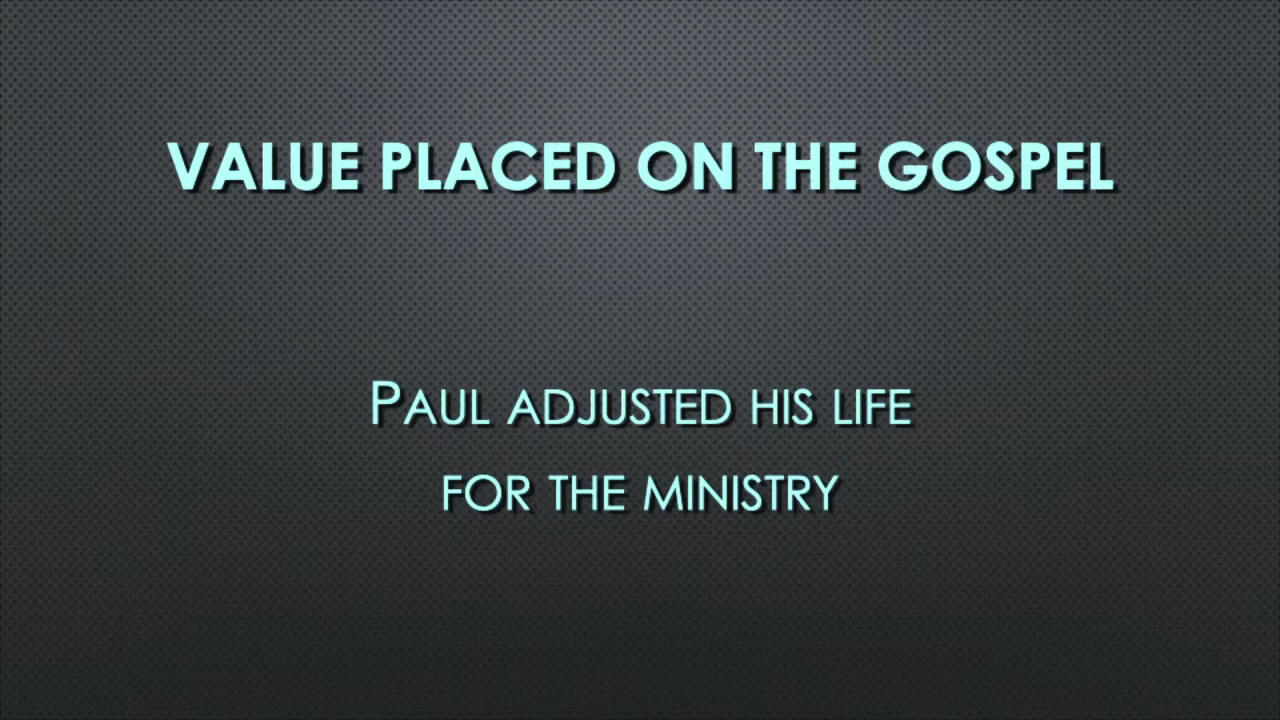 VALUE PLACED ON THE GOSPEL
PAUL ADJUSTED HIS LIFE
FOR THE MINISTRY